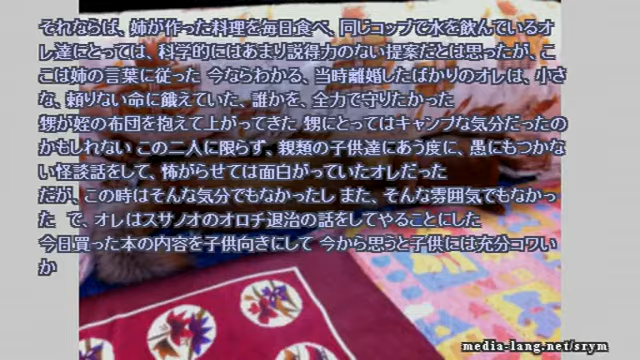 それならば、姉が作った料理を毎日食べ、同じコップで水を飲んでいるオ
レ達にとっては、科学的にはあまり説得力のない提案だとは思ったが、こ
こは姉の言葉に従った 今ならわかる、当時離婚したばかりのオレは、小さ
な、頼りない命に餓えていた、誰かを、全力で守りたかった
甥が姪の布団を抱えて上がってきた 甥にとってはキャンプな気分だったの
かもしれない この二人に限らず、親類の子供達にあう度に、愚にもつかな
い怪談話をして、怖がらせては面白がっていたオレだった
だが、この時はそんな気分でもなかったし また、そんな雰囲気でもなかっ
た で、オレはスサノオのオロチ退治の話をしてやることにした
今日買った本の内容を子供向きにして 今から思うと子供には充分コワい
か
media-lang.net/srym